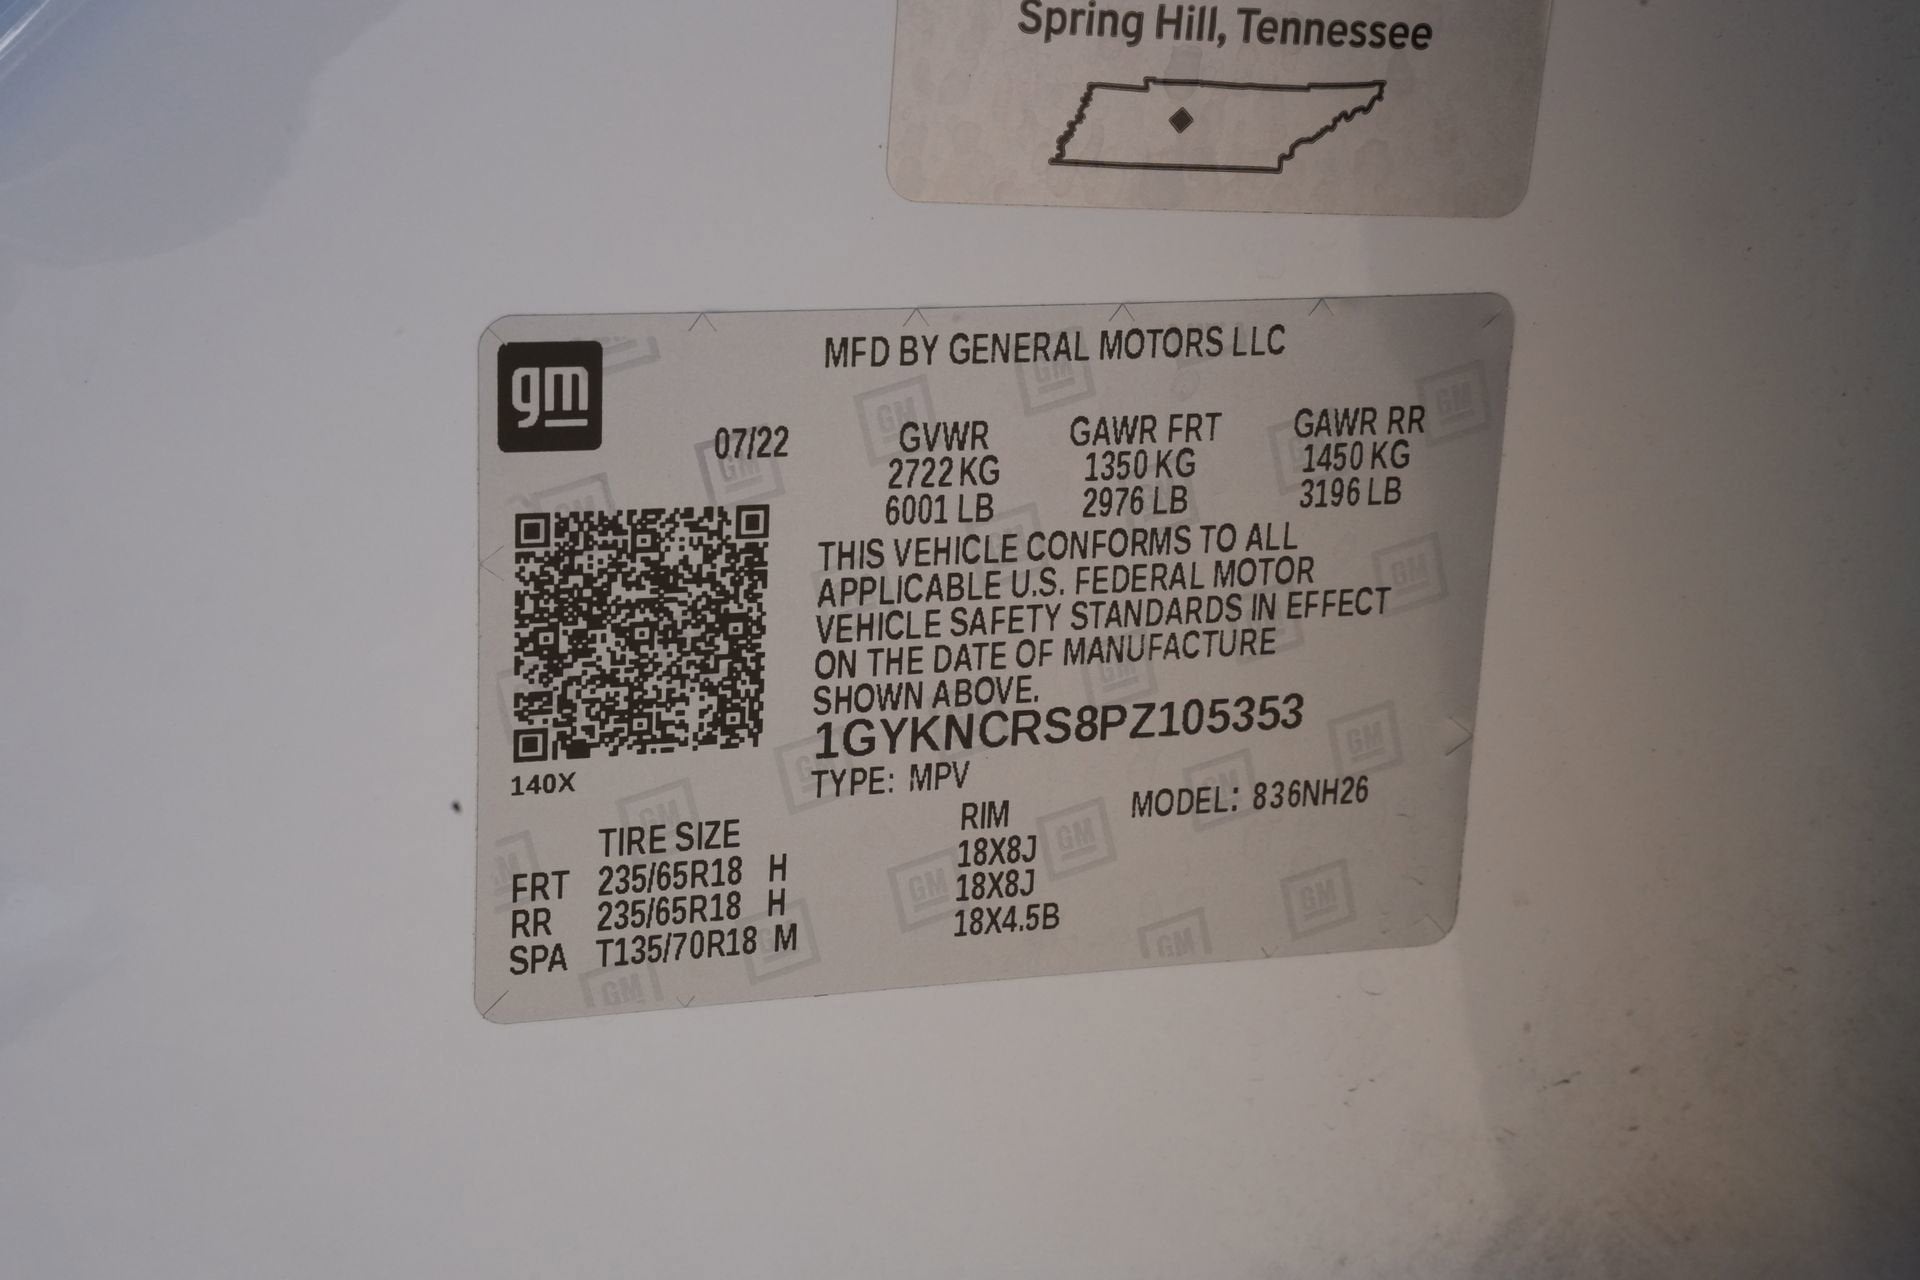 Spring Hill, Tennessee
gm
MFD BY GENERAL MOTORS LLC
07/22 GVWR GAWR FRT GAWR RR
2722 KG 1350 KG 1450 KG
6001 LB 2976 LB 3196 LB
THIS VEHICLE CONFORMS TO ALL
APPLICABLE U.S. FEDERAL MOTOR
VEHICLE SAFETY STANDARDS IN EFFECT
ON THE DATE OF MANUFACTURE
SHOWN ABOVE.
1GYKNCRS8PZ105353
140X
TYPE: MPV MODEL: 836NH26
TIRE SIZE RIM
FRT 235/65R18 H 18X8J
RR 235/65R18 H 18X8J
SPA T135/70R18 M 18X4.5B